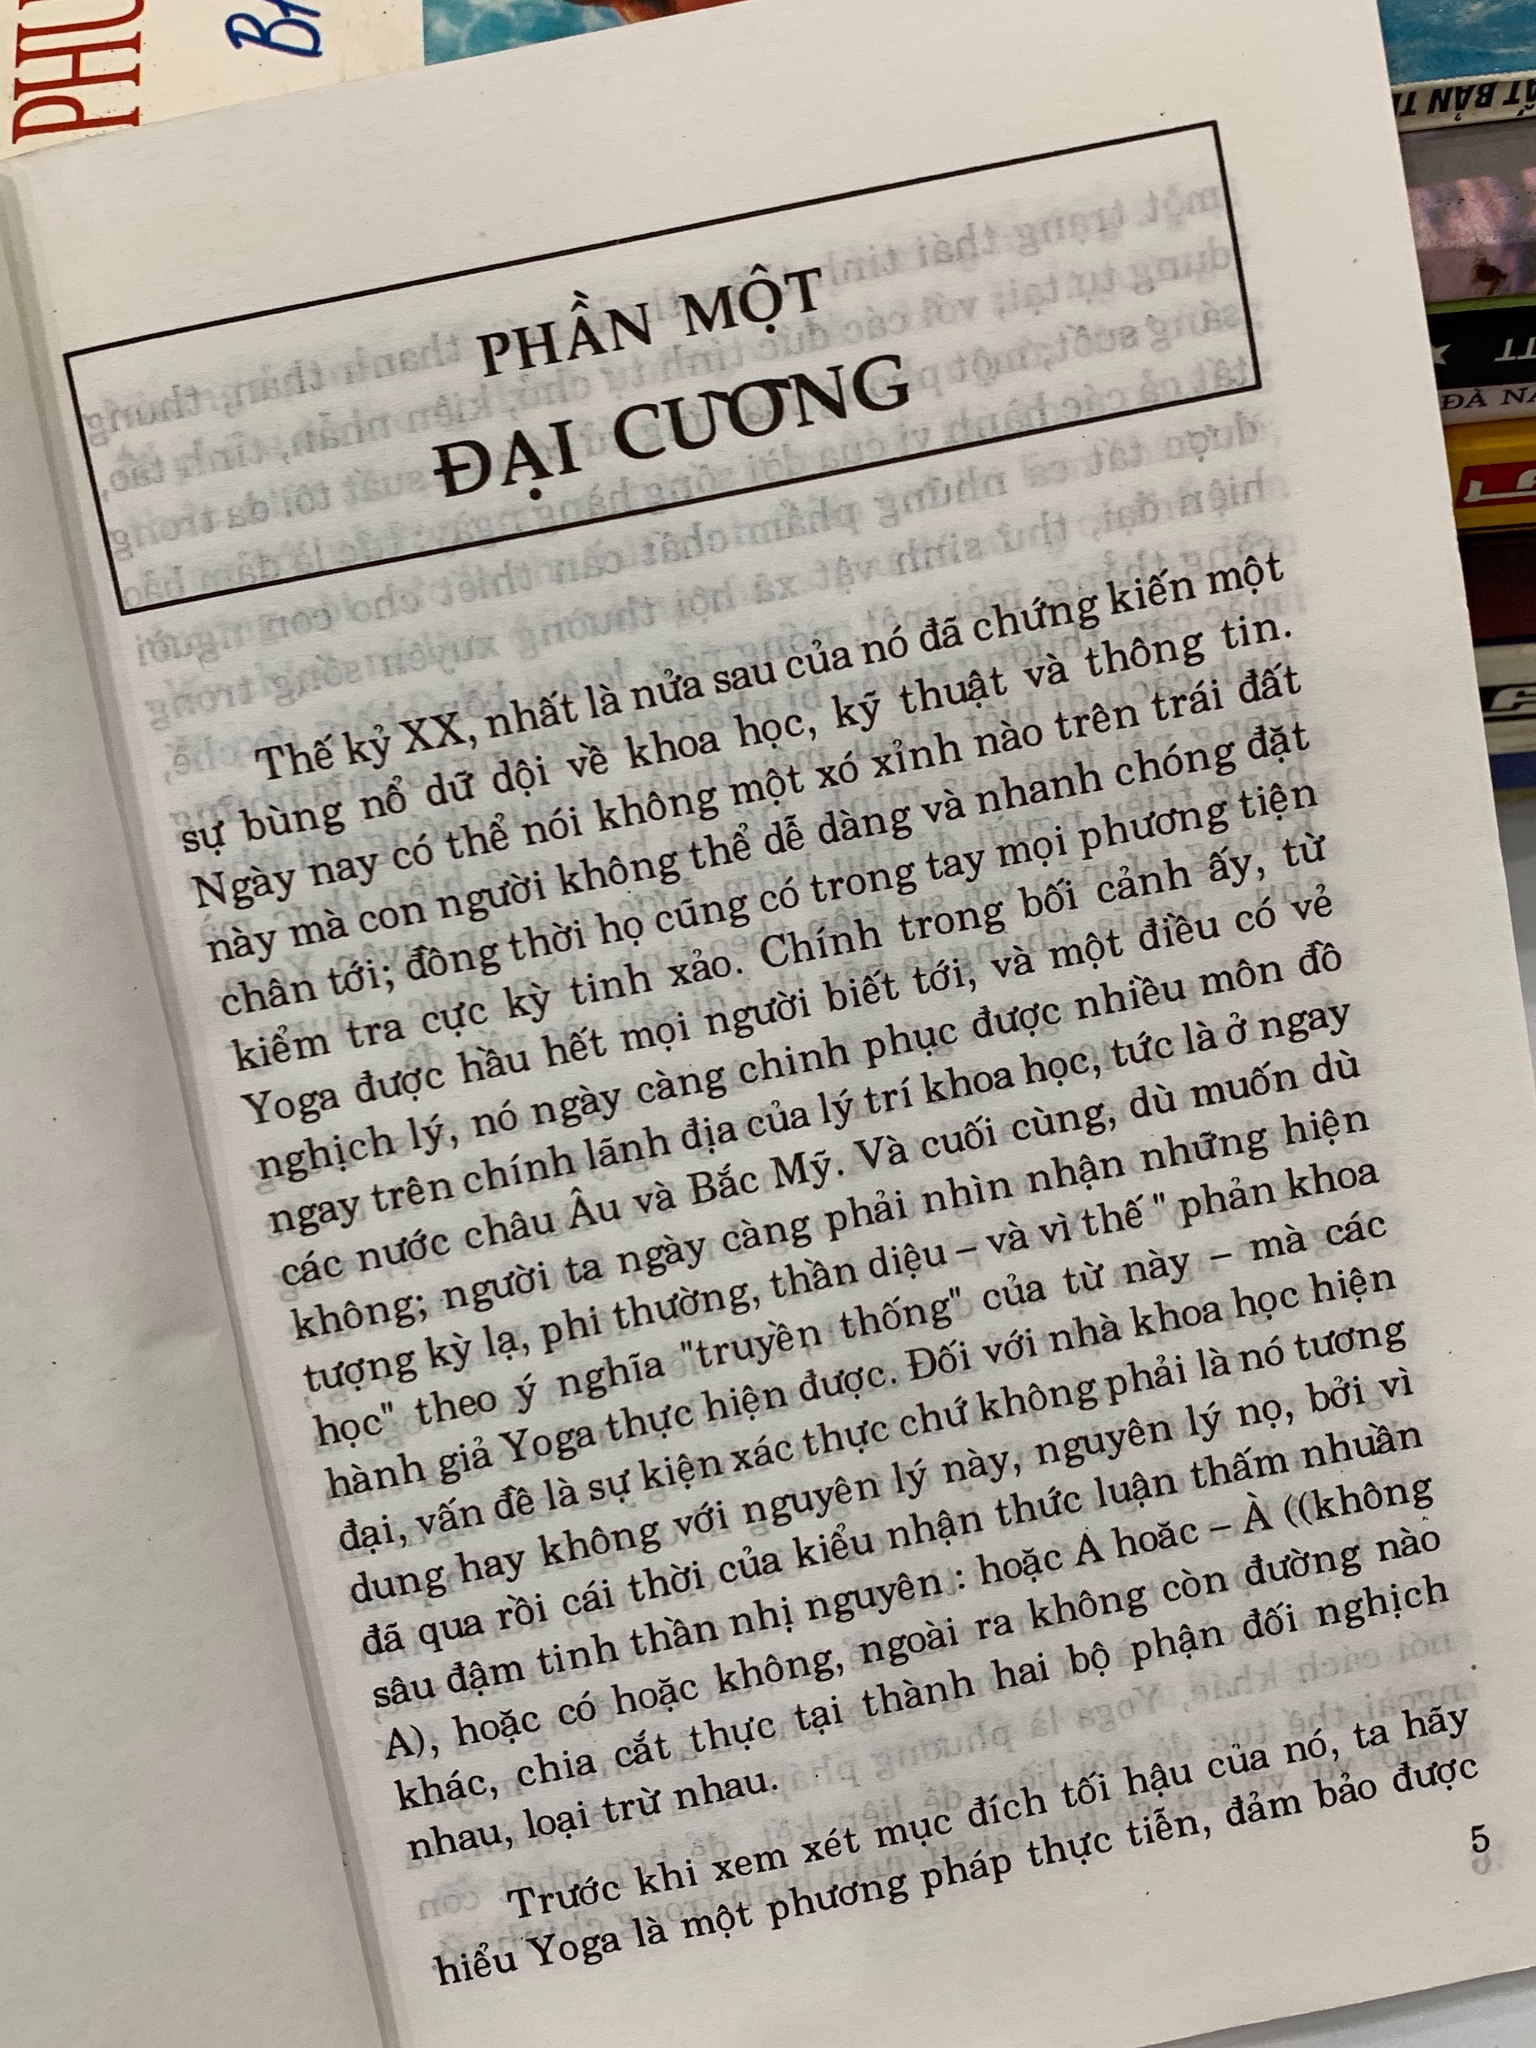 PHU
BẢN T
ĐÀ NA
PHẦN MỘT
ĐẠI CƯƠNG
Thế kỷ XX, nhất là nửa sau của nó đã chứng kiến một
sự bùng nổ dữ dội về khoa học, kỹ thuật và thông tin.
Ngày nay có thể nói không một xó xỉnh nào trên trái đất
này mà con người không thể dễ dàng và nhanh chóng đặt
chân tới; đồng thời họ cũng có trong tay mọi phương tiện
kiểm tra cực kỳ tinh xảo. Chính trong bối cảnh ấy, từ
Yoga được hầu hết mọi người biết tới, và một điều có vẻ
nghịch lý, nó ngày càng chinh phục được nhiều môn đồ
ngay trên chính lãnh địa của lý trí khoa học, tức là ở ngay
các nước châu Âu và Bắc Mỹ. Và cuối cùng, dù muốn dù
không; người ta ngày càng phải nhìn nhận những hiện
tượng kỳ lạ, phi thường, thần diệu – và vì thế " phản khoa
học" theo ý nghĩa "truyền thống" của từ này – mà các
hành giả Yoga thực hiện được. Đối với nhà khoa học hiện
đại, vấn đề là sự kiện xác thực chứ không phải là nó tương
dung hay không với nguyên lý này, nguyên lý nọ, bởi vì
đã qua rồi cái thời của kiểu nhận thức luận thấm nhuần
sâu đậm tinh thần nhị nguyên : hoặc A hoăc – À ((không
A), hoặc có hoặc không, ngoài ra không còn đường nào
khác, chia cắt thực tại thành hai bộ phận đối nghịch
nhau, loại trừ nhau.
Trước khi xem xét mục đích tối hậu của nó, ta hãy
hiểu Yoga là một phương pháp thực tiễn, đảm bảo được
5